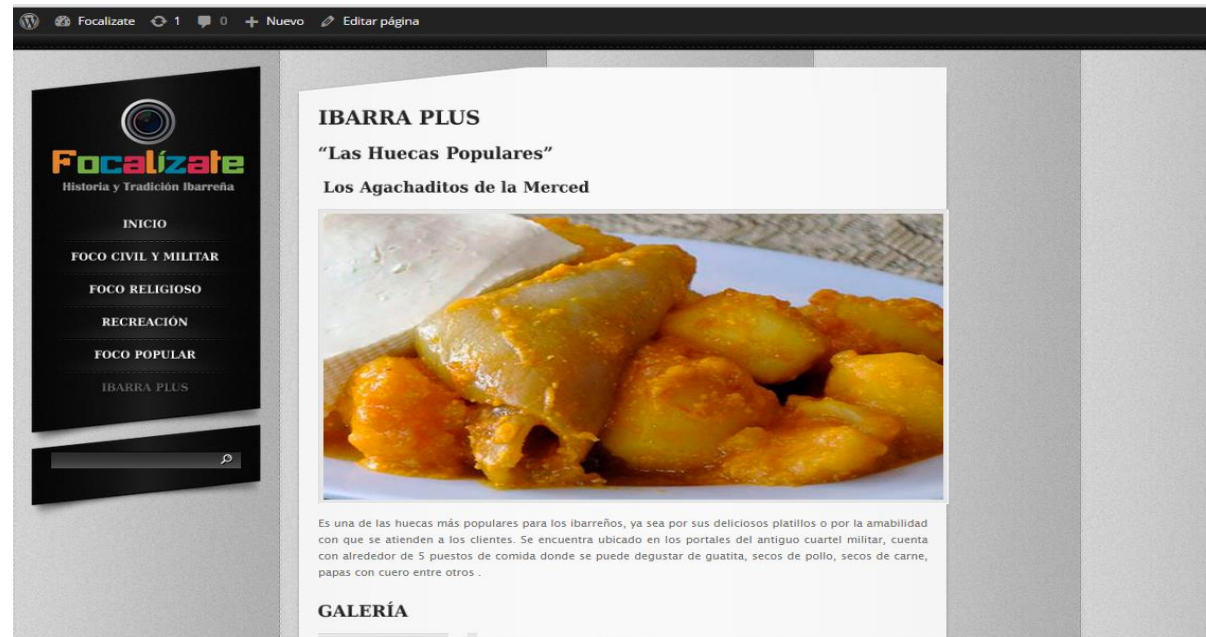 Focalizate 1 0 Nuevo Editar página
Focalízate
Historia y Tradición Ibarreña
INICIO
FOCO CIVIL Y MILITAR
FOCO RELIGIOSO
RECREACIÓN
FOCO POPULAR
IBARRA PLUS
IBARRA PLUS
“Las Huecas Populares”
Los Agachaditos de la Merced
Es una de las huecas más populares para los ibarreños, ya sea por sus deliciosos platillos o por la amabilidad
con que se atienden a los clientes. Se encuentra ubicado en los portales del antiguo cuartel militar, cuenta
con alrededor de 5 puestos de comida donde se puede degustar de guatita, secos de pollo, secos de carne,
papas con cuero entre otros .
GALERÍA